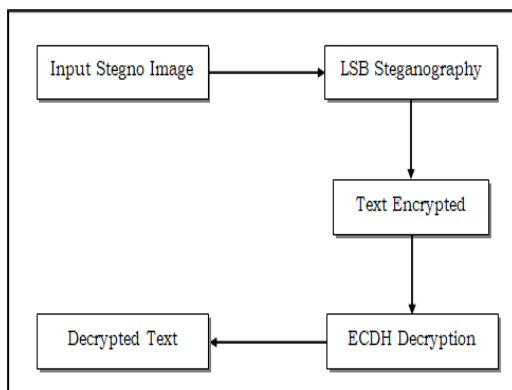 Input Stegno Image
LSB Steganography
Text Encrypted
ECDH Decryption
Decrypted Text